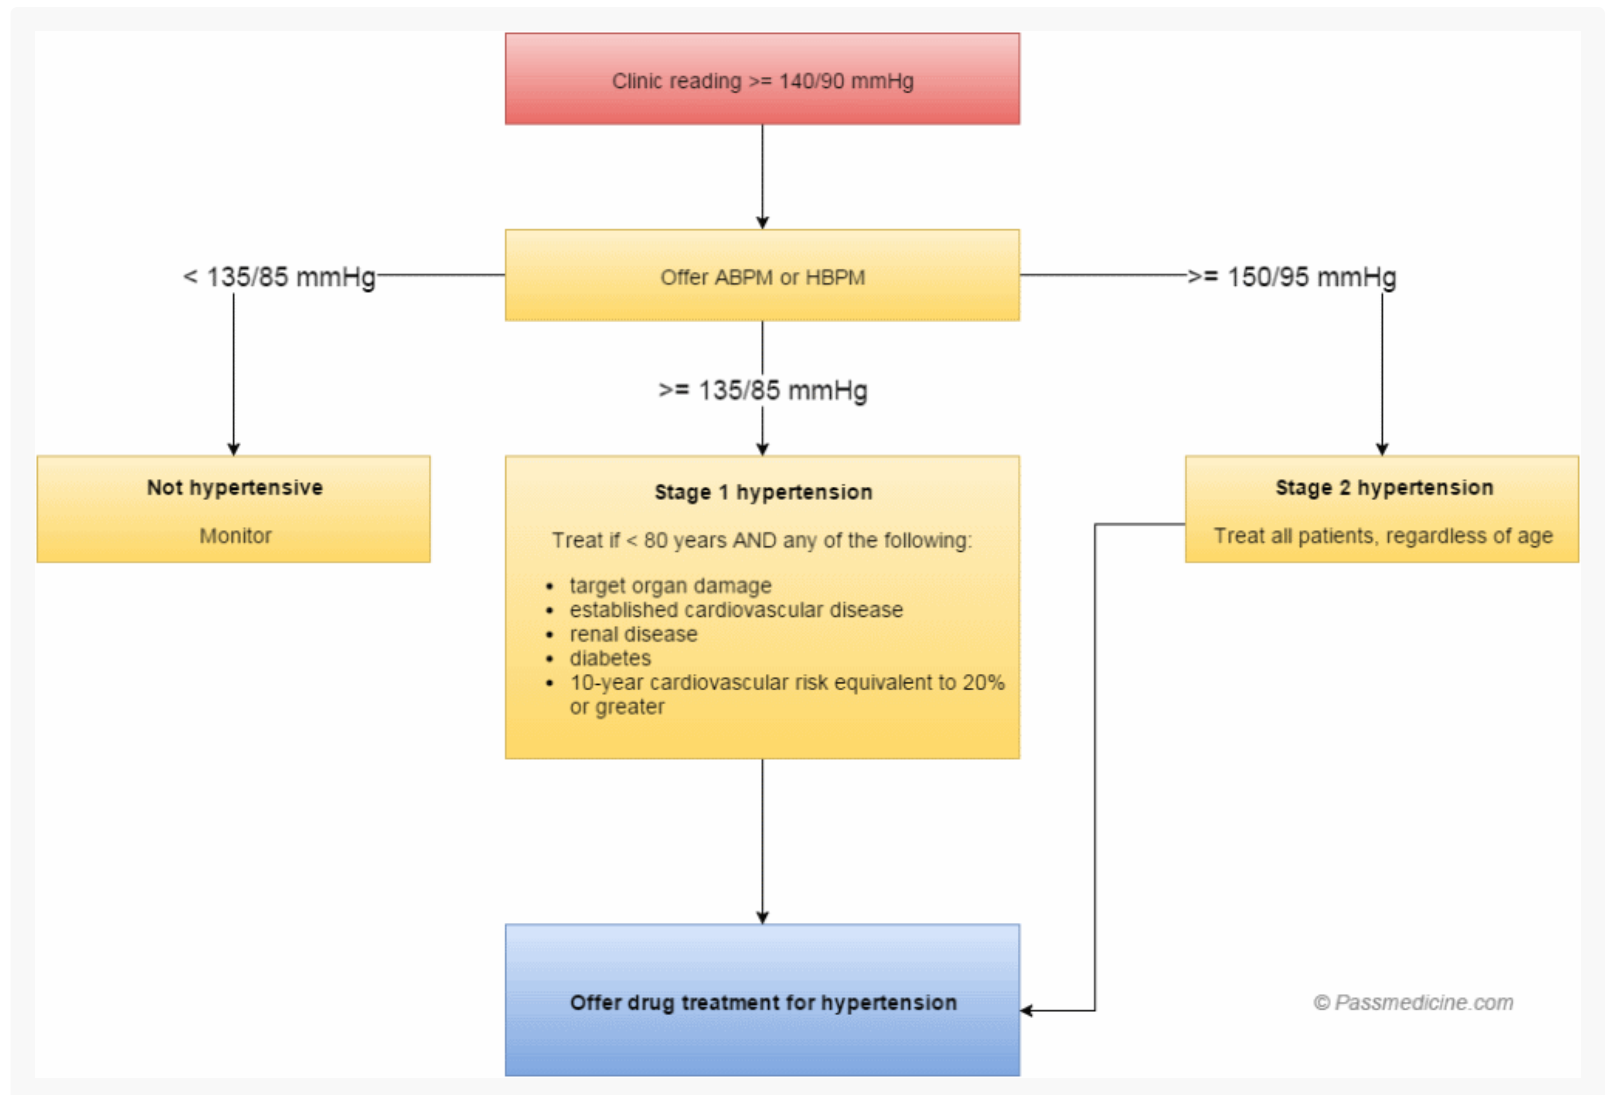 Clinic reading >= 140/90 mmHg
< 135/85 mmHg
Offer ABPM or HBPM
>= 150/95 mmHg
>= 135/85 mmHg
Not hypertensive
Monitor
Stage 1 hypertension
Treat if < 80 years AND any of the following:
• target organ damage
• established cardiovascular disease
• renal disease
• diabetes
• 10-year cardiovascular risk equivalent to 20%
or greater
Stage 2 hypertension
Treat all patients, regardless of age
Offer drug treatment for hypertension
© Passmedicine.com